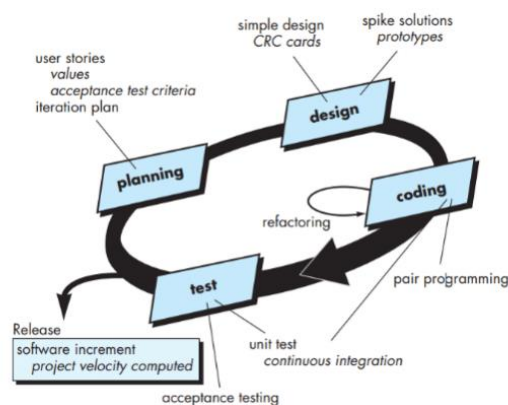 simple design
CRC cards
spike solutions
prototypes
user stories
values
acceptance test criteria
iteration plan
design
planning
coding
refactoring
test
pair programming
Release
software increment
project velocity computed
unit test
continuous integration
acceptance testing